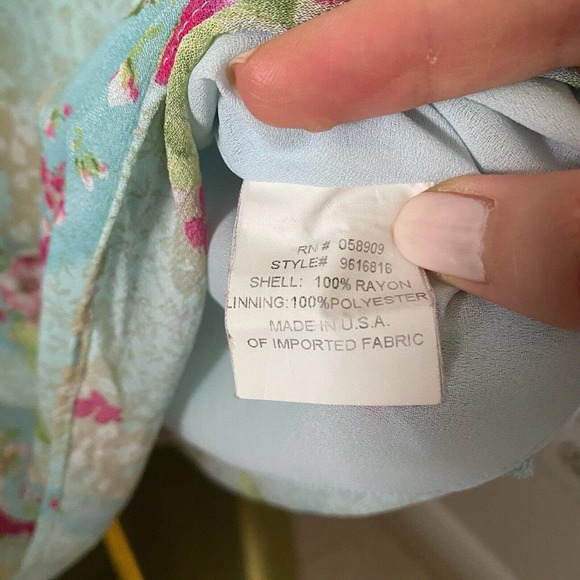 RN# 058909
STYLE# 9616816
SHELL: 100% RAYON
LINNING:100%POLYESTER
MADE IN U.S.A.
OF IMPORTED FABRIC